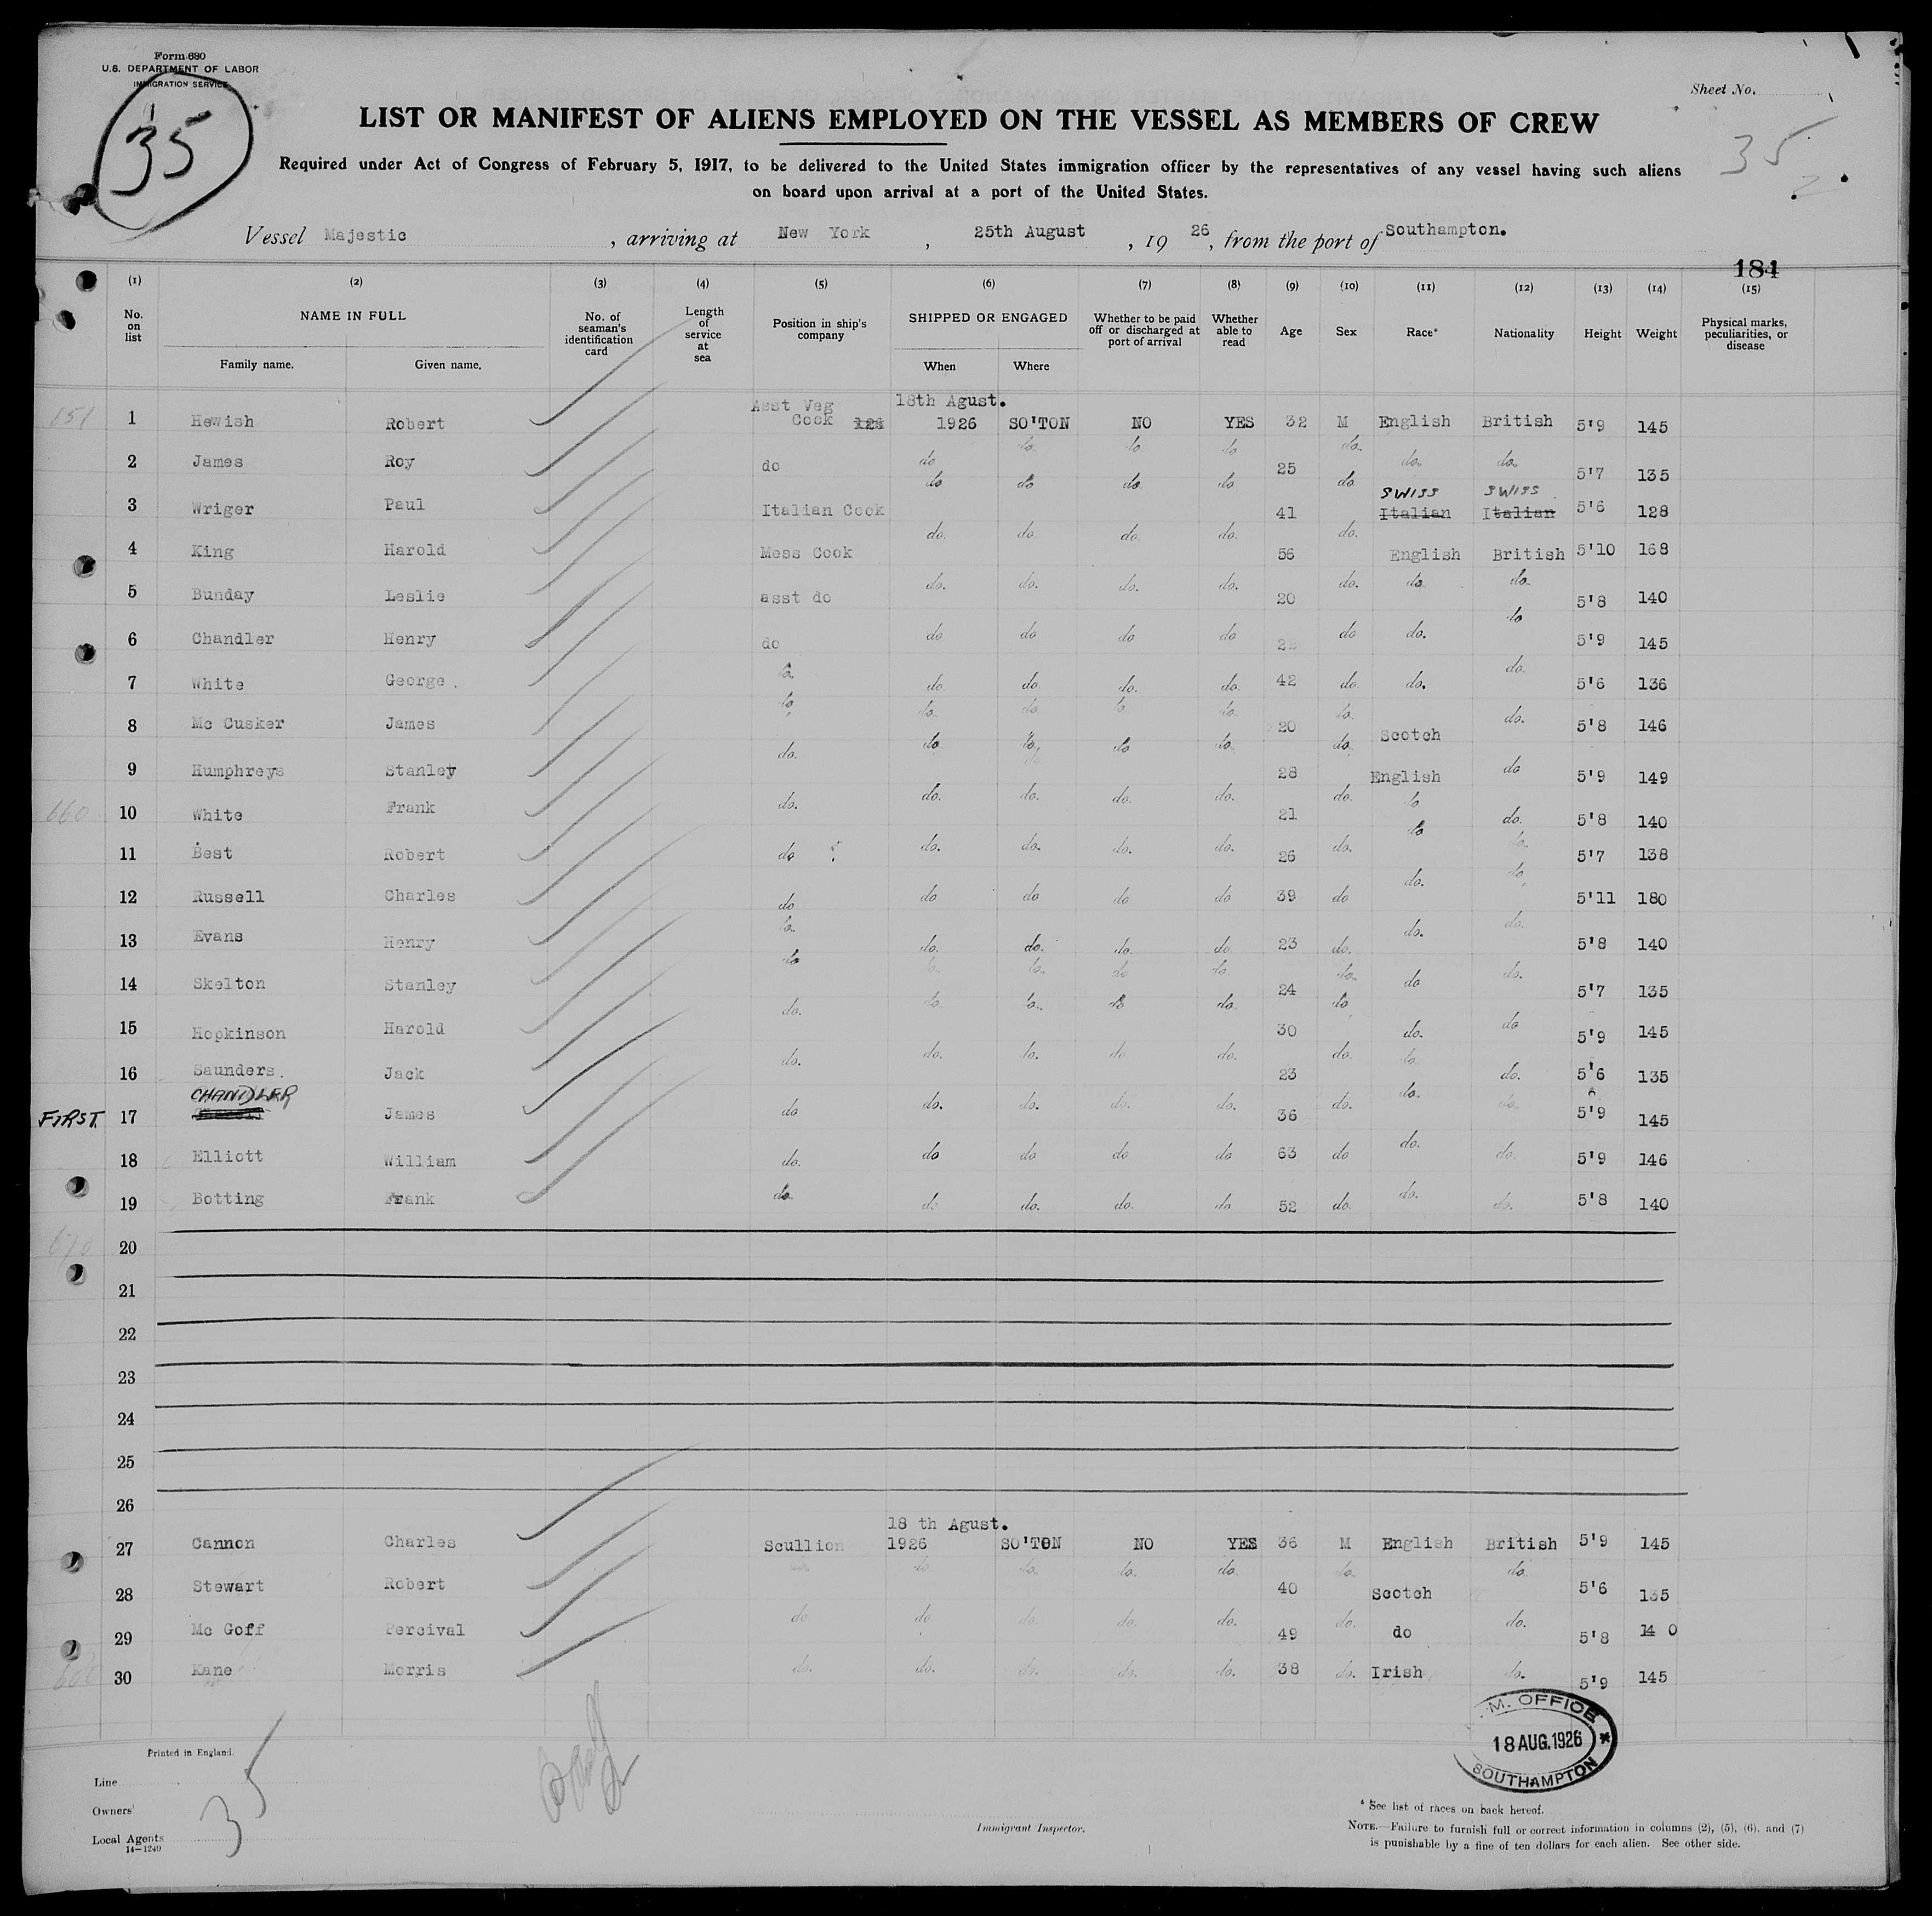 Form 680
U.S. DEPARTMENT OF LABOR
IMMIGRATION SERVICE
35
Sheet No.
35
LIST OR MANIFEST OF ALIENS EMPLOYED ON THE VESSEL AS MEMBERS OF CREW
Required under Act of Congress of February 5, 1917, to be delivered to the United States immigration officer by the representatives of any vessel having such aliens
on board upon arrival at a port of the United States.
Vessel Majestic, arriving at New York, 25th August, 1926, from the port of Southampton.
184
(1) (2) (3) (4) (5) (6) (7) (8) (9) (10) (11) (12) (13) (14) (15)
No. on list NAME IN FULL Family name. Given name. No. of seaman's identification card Length of service at sea Position in ship's company SHIPPED OR ENGAGED When Where Whether to be paid off or discharged at port of arrival Whether able to read Age Sex Race* Nationality Height Weight Physical marks, peculiarities, or disease
Asst Veg 18th Agust.
151 1 Hewish Robert Cook 1926 SO'TON NO YES 32 M English British 5'9 145
2 James Roy do do do. do do do 25 do. do. do. 5'7 135
SWISS SWISS
3 Wriger Paul Italian Cook do do do do 41 do Italian Italian 5'6 128
4 King Harold Mess Cook do. do. do. do. 56 do. English British 5'10 168
5 Bunday Leslie asst do do. do. do. do. 20 do. do do 5'8 140
6 Chandler Henry do do do do do do do. do 5'9 145
7 White George. do. do do. do. do. 42 do do. do. 5'6 136
8 Mc Cusker James do do. do do do. 20 do. Scotch do. 5'8 146
9 Humphreys Stanley do. do do. do do. 28 do. English do 5'9 149
660 10 White Frank do. do. do. do. do. 21 do. do do. 5'8 140
11 Best Robert do do. do. do. do. 26 do. do do. 5'7 138
12 Russell Charles do do do do do 39 do do. do 5'11 180
13 Evans Henry do. do. do. do. do 23 do. do. do. 5'8 140
14 Skelton Stanley do do. do. do do 24 do. do do. 5'7 135
15 Hopkinson Harold do. do. do. do do. 30 do do. do 5'9 145
16 Saunders. Jack do. do. do. do do. 23 do. do do. 5'6 135
CHANDLER
FIRST. 17 James do do. do. do. do. 36 do. do. do. 5'9 145
18 Elliott William do. do do do do 63 do do. do. 5'9 146
19 Botting Frank do do do. do. do 52 do. do. do. 5'8 140
670 20
21
22
23
24
25
26
18 th Agust.
27 Cannon Charles Scullion 1926 SO'TON NO YES 36 M English British 5'9 145
28 Stewart Robert do do do. do. do 40 do. Scotch do 5'6 135
29 Mc Goff Percival do. do. do. do. do. 49 do. do do. 5'8 14 0
30 Kane Morris do. do. do. do. do. 38 do. Irish do. 5'9 145
M. OFFICE
18 AUG. 1926
SOUTHAMPTON
Printed in England.
Line
Owners'
Local Agents
14—1240
35
Immigrant Inspector.
* See list of races on back hereof.
NOTE.—Failure to furnish full or correct information in columns (2), (5), (6), and (7)
is punishable by a fine of ten dollars for each alien. See other side.